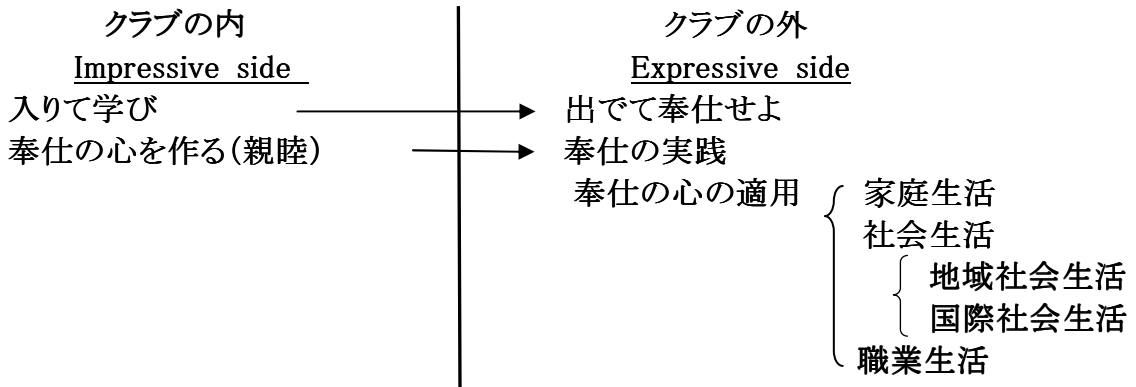 クラブの内
Impressive side
入りて学び
奉仕の心を作る(親睦)
クラブの外
Expressive side
出でて奉仕せよ
奉仕の実践
奉仕の心の適用
家庭生活
社会生活
地域社会生活
国際社会生活
職業生活